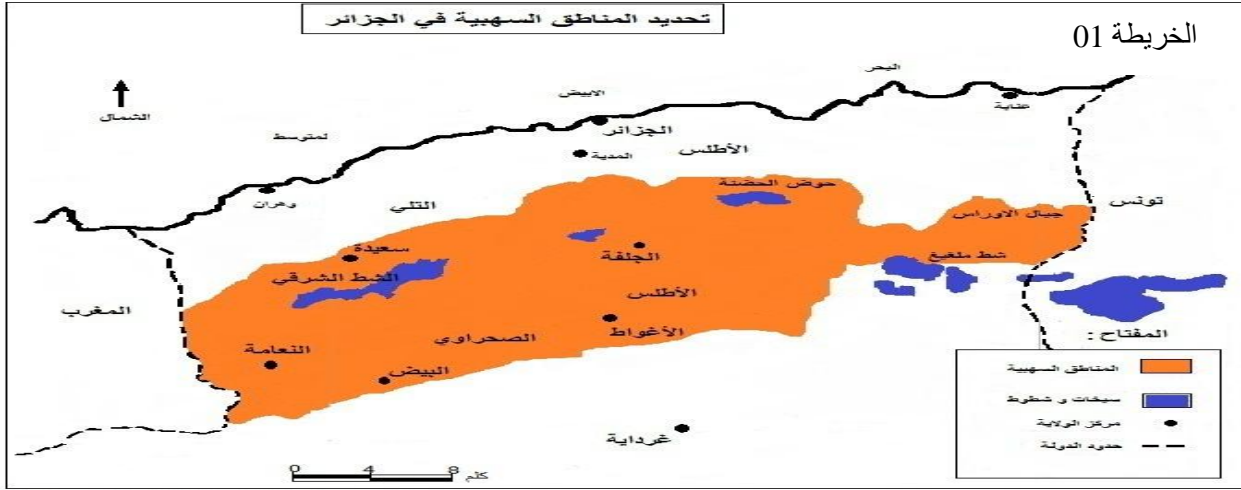 تحديد المناطق السهبية في الجزائر
الخريطة 01
الشمال
البحر
الابيض
لمتوسط
عنابة
الجزائر
المدية
الأطلس
وهران
التلي
حوض الحضنة
جبال الاوراس
تونس
سعيدة
الشط الشرقي
الجلفة
شط ملغيغ
المغرب
الأطلس
الصحراوي
الأغواط
النعامة
البيض
غرداية
المفتاح :
المناطق السهبية
سبخات و شطوط
مركز الولاية
حدود الدولة
0 4 8 كلم